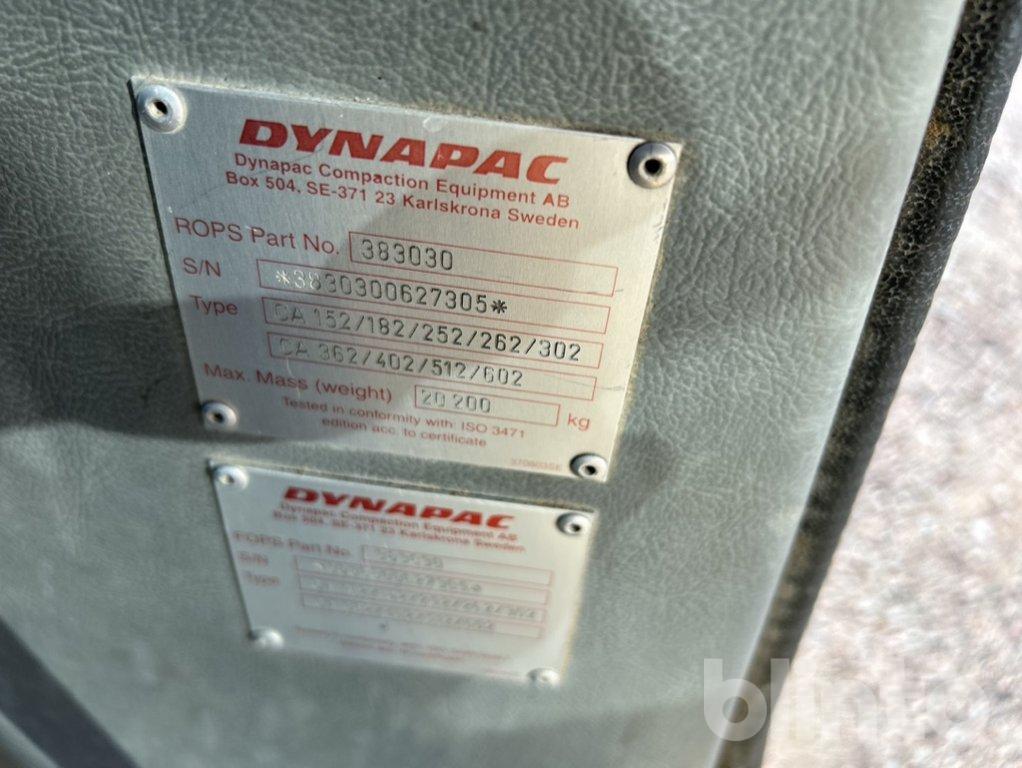 DYNAPAC
Dynapac Compaction Equipment AB
Box 504, SE-371 23 Karlskrona Sweden
ROPS Part No. 383030
S/N *3830300627305*
Type CA 152/182/252/262/302
CA 362/402/512/602
Max. Mass (weight) 20 200 kg
Tested in conformity with: ISO 3471
edition acc. to certificate
DYNAPAC
Dynapac Compaction Equipment AB
Box 504, SE-371 23 Karlskrona Sweden
FOPS Part No.
S/N
Type
blinto